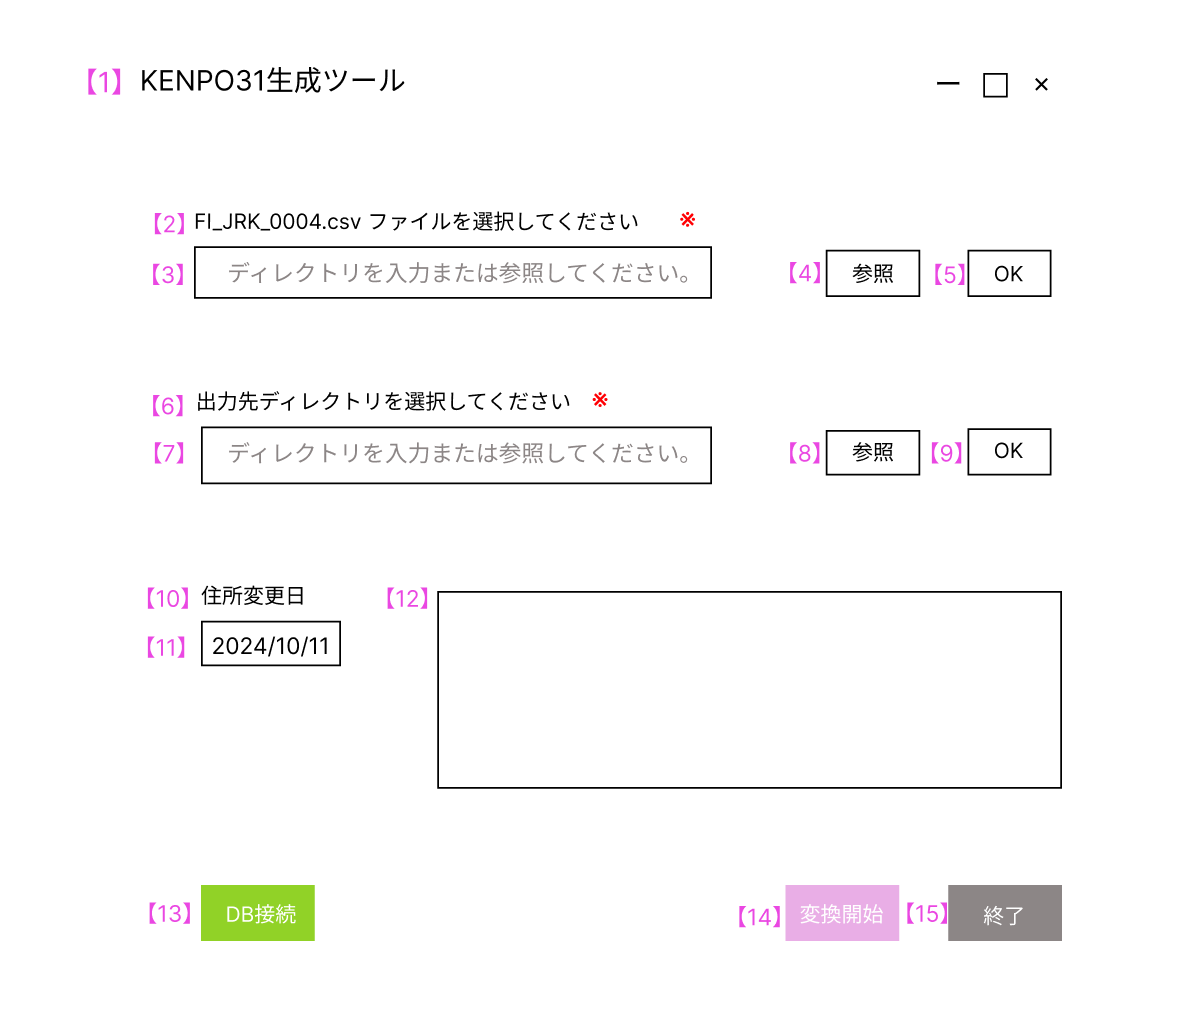 【1】 KENPO31生成ツール — □ ×
【2】 FI_JRK_0004.csv ファイルを選択してください ※
【3】 ディレクトリを入力または参照してください。 【4】 参照 【5】 OK
【6】 出力先ディレクトリを選択してください ※
【7】 ディレクトリを入力または参照してください。 【8】 参照 【9】 OK
【10】 住所変更日 【12】
【11】 2024/10/11
【13】 DB接続 【14】 変換開始 【15】 終了